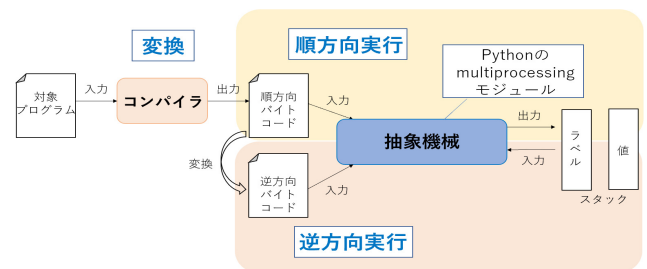 変換
順方向実行
Pythonの
multiprocessing
モジュール
対象
プログラム
入力
コンパイラ
出力
順方向
バイト
コード
入力
抽象機械
出力
入力
ラベル
値
スタック
変換
逆方向
バイト
コード
入力
逆方向実行